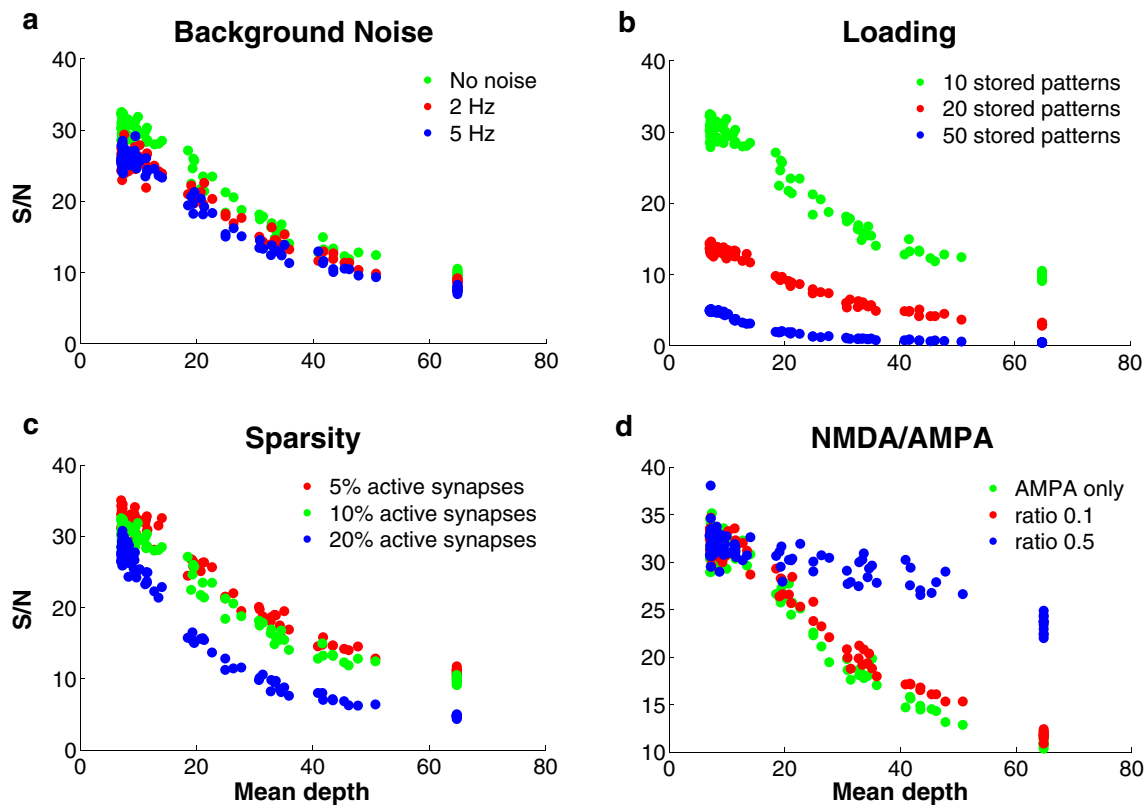 a
Background Noise
40
30
20
10
0
S/N
No noise
2 Hz
5 Hz
0 20 40 60 80
b
Loading
40
30
20
10
0
10 stored patterns
20 stored patterns
50 stored patterns
0 20 40 60 80
c
Sparsity
40
30
20
10
0
S/N
5% active synapses
10% active synapses
20% active synapses
0 20 40 60 80
Mean depth
d
NMDA/AMPA
40
35
30
25
20
15
10
AMPA only
ratio 0.1
ratio 0.5
0 20 40 60 80
Mean depth